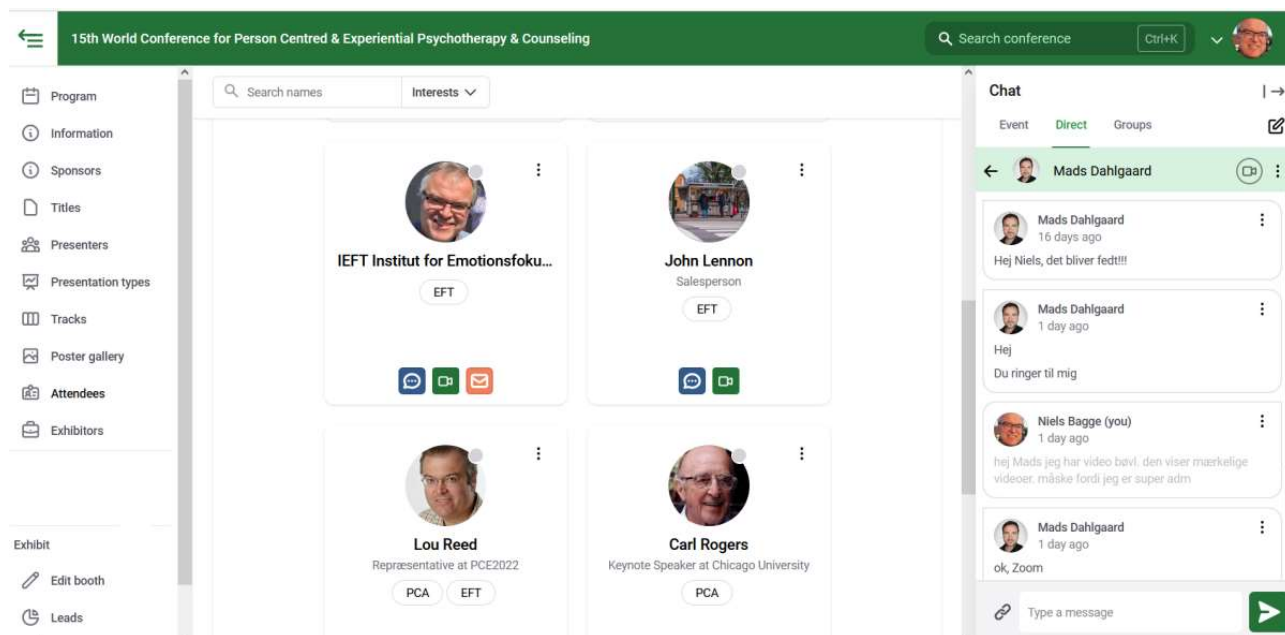 15th World Conference for Person Centred & Experiential Psychotherapy & Counseling
Search conference
Ctrl+K
Program
Information
Sponsors
Titles
Presenters
Presentation types
Tracks
Poster gallery
Attendees
Exhibitors
Exhibit
Edit booth
Leads
Search names
Interests
IEFT Institut for Emotionsfoku...
EFT
John Lennon
Salesperson
EFT
Lou Reed
Repræsentative at PCE2022
PCA EFT
Carl Rogers
Keynote Speaker at Chicago University
PCA
Chat
Event Direct Groups
Mads Dahlgaard
Mads Dahlgaard
16 days ago
Hej Niels, det bliver fedt!!!
Mads Dahlgaard
1 day ago
Hej
Du ringer til mig
Niels Bagge (you)
1 day ago
hej Mads jeg har video bøvl. den viser mærkelige
videoer. måske fordi jeg er super adm
Mads Dahlgaard
1 day ago
ok, Zoom
Type a message